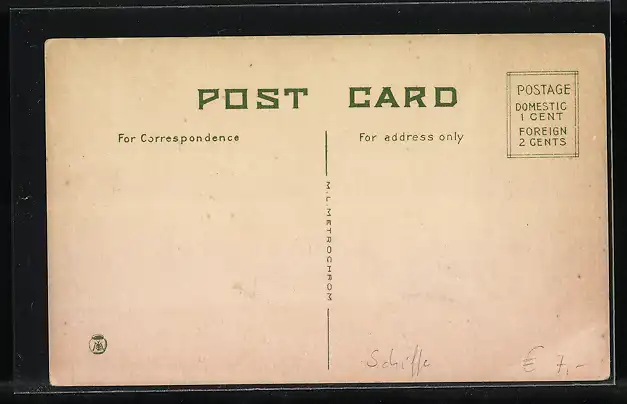 POST CARD
For Correspondence
For address only
POSTAGE
DOMESTIC
1 CENT
FOREIGN
2 CENTS
M.L.METROCHROM
Schiffe
€ 7,-